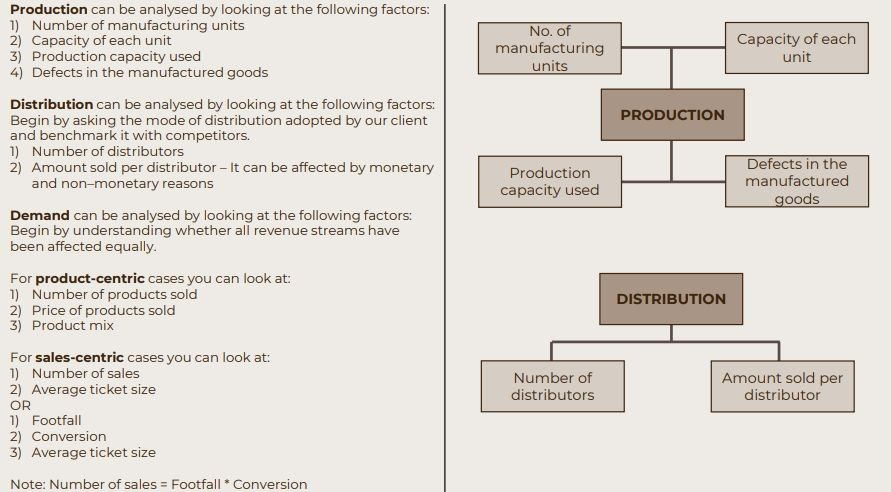 Production can be analysed by looking at the following factors:
1) Number of manufacturing units
2) Capacity of each unit
3) Production capacity used
4) Defects in the manufactured goods
Distribution can be analysed by looking at the following factors:
Begin by asking the mode of distribution adopted by our client
and benchmark it with competitors.
1) Number of distributors
2) Amount sold per distributor – It can be affected by monetary
and non–monetary reasons
Demand can be analysed by looking at the following factors:
Begin by understanding whether all revenue streams have
been affected equally.
For product-centric cases you can look at:
1) Number of products sold
2) Price of products sold
3) Product mix
For sales-centric cases you can look at:
1) Number of sales
2) Average ticket size
OR
1) Footfall
2) Conversion
3) Average ticket size
Note: Number of sales = Footfall * Conversion
No. of
manufacturing
units
Capacity of each
unit
PRODUCTION
Production
capacity used
Defects in the
manufactured
goods
DISTRIBUTION
Number of
distributors
Amount sold per
distributor